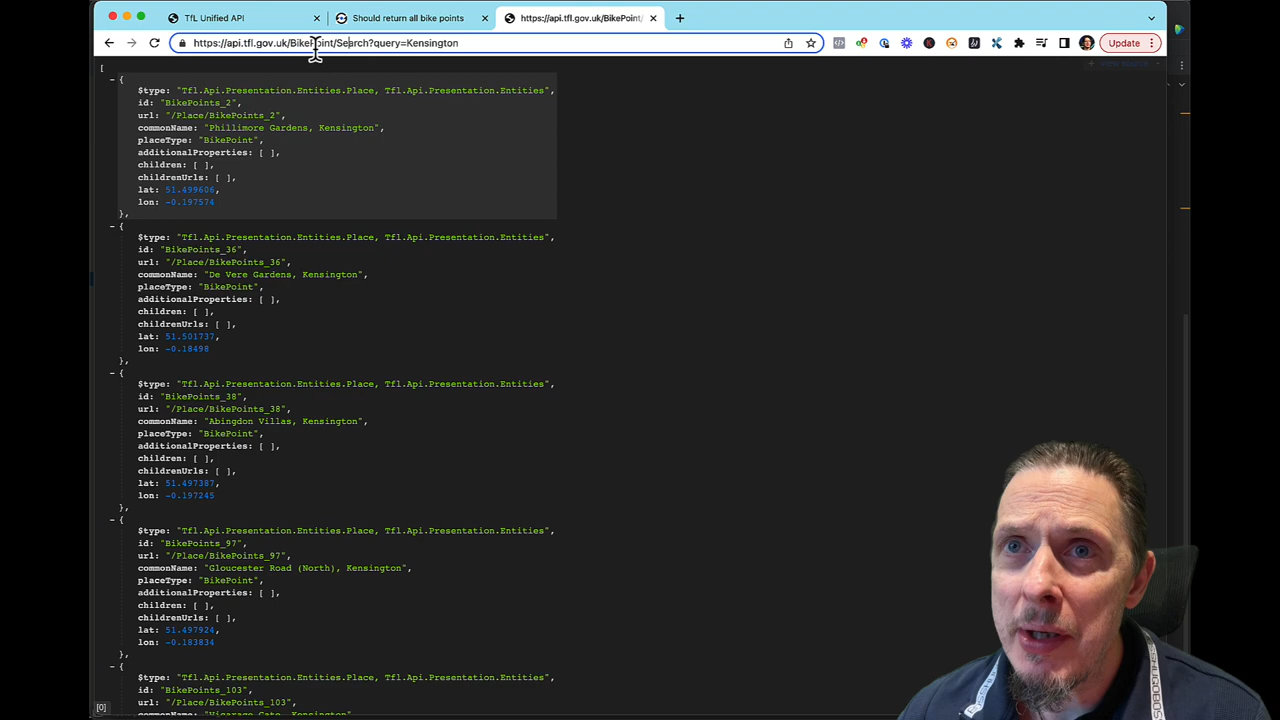 TfL Unified API
Should return all bike points
https://api.tfl.gov.uk/BikePoint/
https://api.tfl.gov.uk/BikePoint/Search?query=Kensington
Update
[
{
$type: "Tfl.Api.Presentation.Entities.Place, Tfl.Api.Presentation.Entities",
id: "BikePoints_2",
url: "/Place/BikePoints_2",
commonName: "Phillimore Gardens, Kensington",
placeType: "BikePoint",
additionalProperties: [ ],
children: [ ],
childrenUrls: [ ],
lat: 51.499606,
lon: -0.197574
},
{
$type: "Tfl.Api.Presentation.Entities.Place, Tfl.Api.Presentation.Entities",
id: "BikePoints_36",
url: "/Place/BikePoints_36",
commonName: "De Vere Gardens, Kensington",
placeType: "BikePoint",
additionalProperties: [ ],
children: [ ],
childrenUrls: [ ],
lat: 51.501737,
lon: -0.18498
},
{
$type: "Tfl.Api.Presentation.Entities.Place, Tfl.Api.Presentation.Entities",
id: "BikePoints_38",
url: "/Place/BikePoints_38",
commonName: "Abingdon Villas, Kensington",
placeType: "BikePoint",
additionalProperties: [ ],
children: [ ],
childrenUrls: [ ],
lat: 51.497387,
lon: -0.197245
},
{
$type: "Tfl.Api.Presentation.Entities.Place, Tfl.Api.Presentation.Entities",
id: "BikePoints_97",
url: "/Place/BikePoints_97",
commonName: "Gloucester Road (North), Kensington",
placeType: "BikePoint",
additionalProperties: [ ],
children: [ ],
childrenUrls: [ ],
lat: 51.497924,
lon: -0.183834
},
{
$type: "Tfl.Api.Presentation.Entities.Place, Tfl.Api.Presentation.Entities",
id: "BikePoints_103",
url: "/Place/BikePoints_103",
commonName: "Vicarage Gate, Kensington",
[0]